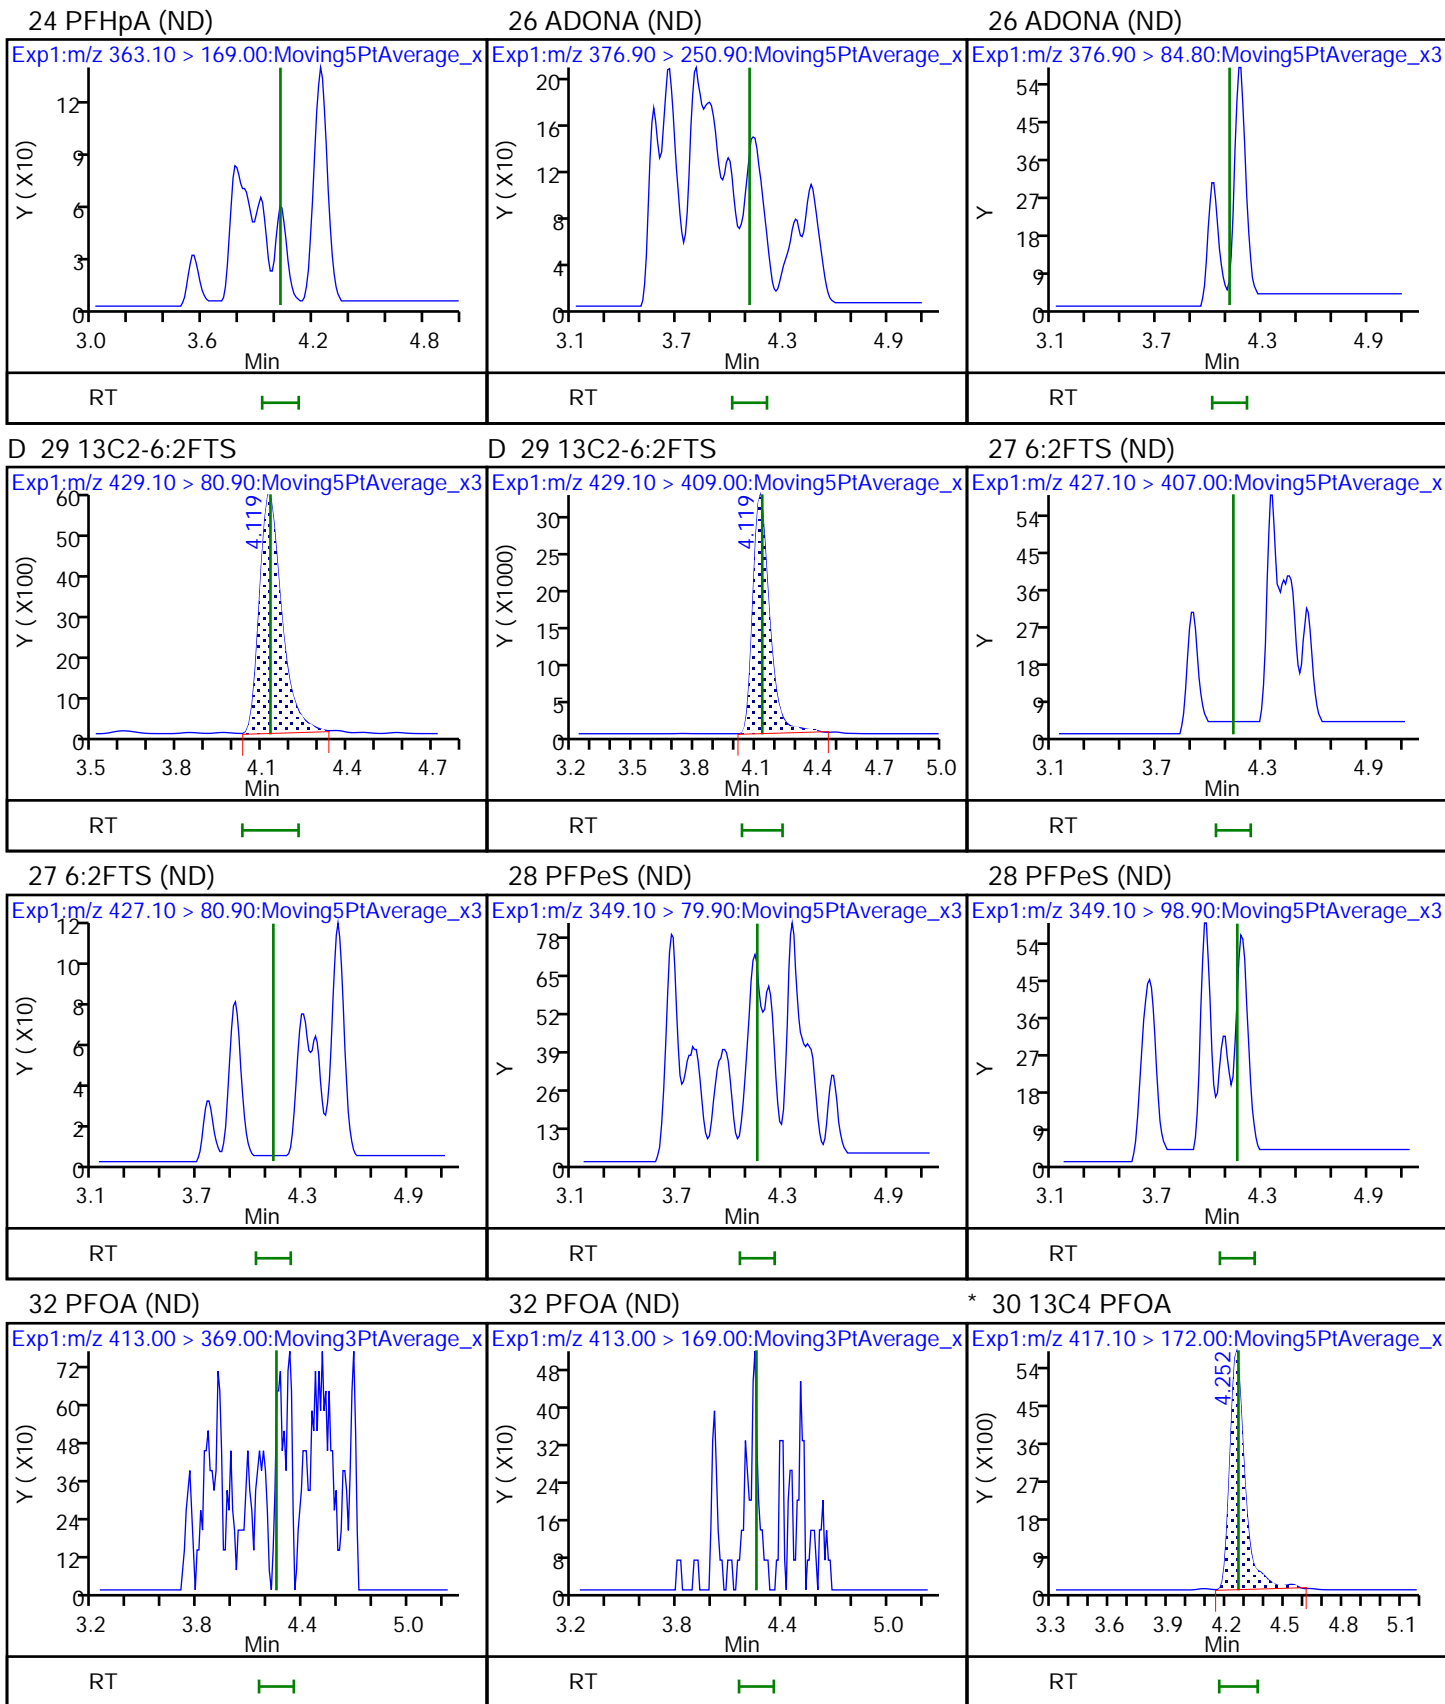 24 PFHpA (ND)
Exp1:m/z 363.10 > 169.00:Moving5PtAverage_x
Y ( X10)
12
9
6
3
0
3.0 3.6 4.2 4.8
Min
RT
26 ADONA (ND)
Exp1:m/z 376.90 > 250.90:Moving5PtAverage_x
Y ( X10)
20
16
12
8
4
0
3.1 3.7 4.3 4.9
Min
RT
26 ADONA (ND)
Exp1:m/z 376.90 > 84.80:Moving5PtAverage_x3
Y
54
45
36
27
18
9
0
3.1 3.7 4.3 4.9
Min
RT
D 29 13C2-6:2FTS
Exp1:m/z 429.10 > 80.90:Moving5PtAverage_x3
4.119
Y ( X100)
60
50
40
30
20
10
0
3.5 3.8 4.1 4.4 4.7
Min
RT
D 29 13C2-6:2FTS
Exp1:m/z 429.10 > 409.00:Moving5PtAverage_x
4.119
Y ( X1000)
30
25
20
15
10
5
0
3.2 3.5 3.8 4.1 4.4 4.7 5.0
Min
RT
27 6:2FTS (ND)
Exp1:m/z 427.10 > 407.00:Moving5PtAverage_x
Y
54
45
36
27
18
9
0
3.1 3.7 4.3 4.9
Min
RT
27 6:2FTS (ND)
Exp1:m/z 427.10 > 80.90:Moving5PtAverage_x3
Y ( X10)
12
10
8
6
4
2
0
3.1 3.7 4.3 4.9
Min
RT
28 PFPeS (ND)
Exp1:m/z 349.10 > 79.90:Moving5PtAverage_x3
Y
78
65
52
39
26
13
0
3.1 3.7 4.3 4.9
Min
RT
28 PFPeS (ND)
Exp1:m/z 349.10 > 98.90:Moving5PtAverage_x3
Y
54
45
36
27
18
9
0
3.1 3.7 4.3 4.9
Min
RT
32 PFOA (ND)
Exp1:m/z 413.00 > 369.00:Moving3PtAverage_x
Y ( X10)
72
60
48
36
24
12
0
3.2 3.8 4.4 5.0
Min
RT
32 PFOA (ND)
Exp1:m/z 413.00 > 169.00:Moving3PtAverage_x
Y ( X10)
48
40
32
24
16
8
0
3.2 3.8 4.4 5.0
Min
RT
* 30 13C4 PFOA
Exp1:m/z 417.10 > 172.00:Moving5PtAverage_x
4.252
Y ( X100)
54
45
36
27
18
9
0
3.3 3.6 3.9 4.2 4.5 4.8 5.1
Min
RT